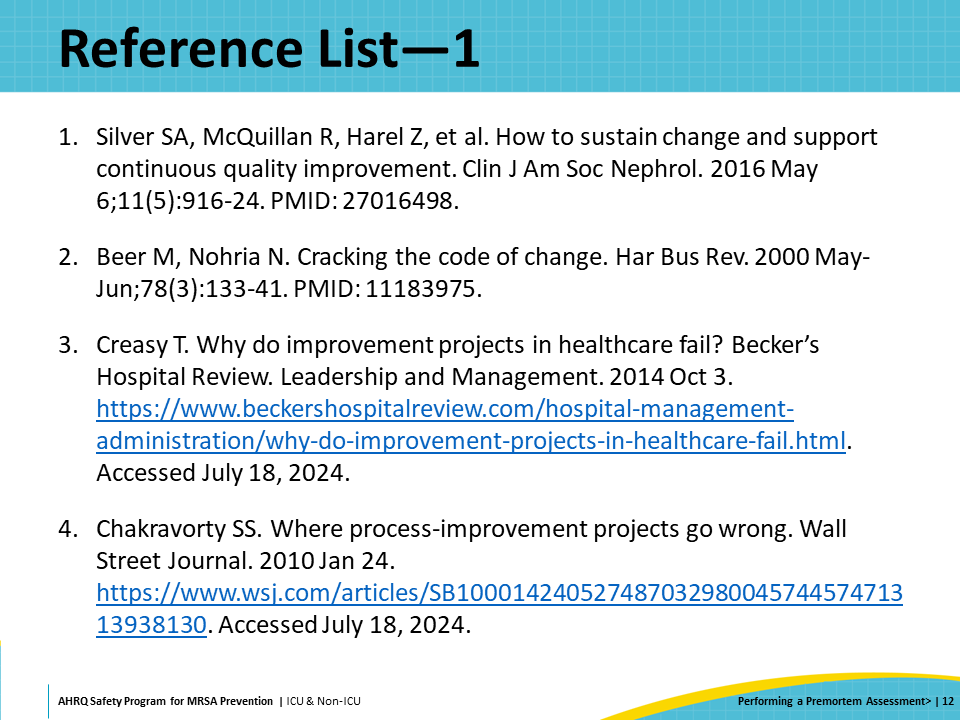 Reference List—1
1. Silver SA, McQuillan R, Harel Z, et al. How to sustain change and support
continuous quality improvement. Clin J Am Soc Nephrol. 2016 May
6;11(5):916-24. PMID: 27016498.
2. Beer M, Nohria N. Cracking the code of change. Har Bus Rev. 2000 May-
Jun;78(3):133-41. PMID: 11183975.
3. Creasy T. Why do improvement projects in healthcare fail? Becker’s
Hospital Review. Leadership and Management. 2014 Oct 3.
https://www.beckershospitalreview.com/hospital-management-
administration/why-do-improvement-projects-in-healthcare-fail.html.
Accessed July 18, 2024.
4. Chakravorty SS. Where process-improvement projects go wrong. Wall
Street Journal. 2010 Jan 24.
https://www.wsj.com/articles/SB100014240527487032980045744574713
13938130. Accessed July 18, 2024.
AHRQ Safety Program for MRSA Prevention | ICU & Non-ICU
Performing a Premortem Assessment> | 12